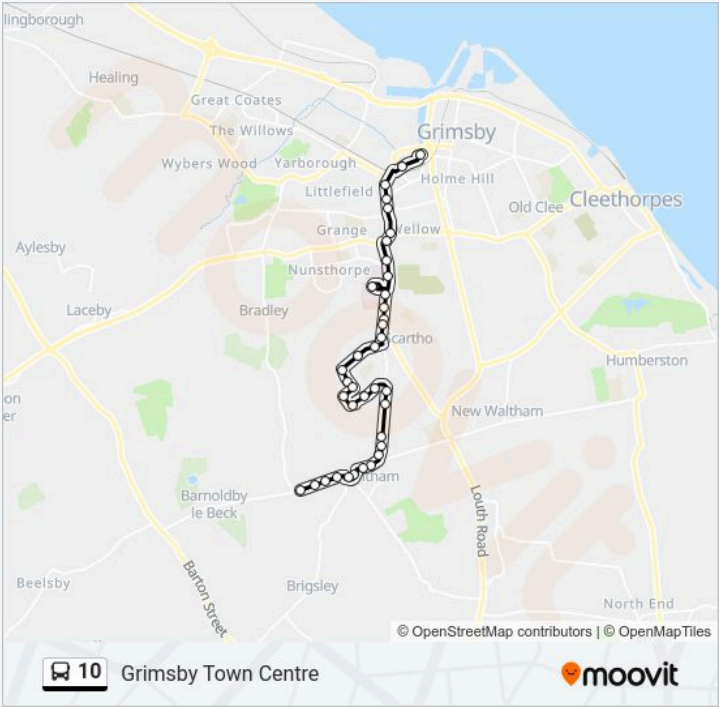 lingborough
Healing
Great Coates
The Willows
Grimsby
Wybers Wood
Yarborough
Holme Hill
Littlefield
Cleethorpes
Old Clee
Grange
Wellow
Aylesby
Nunsthorpe
Laceby
Bradley
cartho
Humberston
on
er
New Waltham
ltham
Barnoldby
le Beck
Louth Road
Barton Street
Beelsby
Brigsley
North End
© OpenStreetMap contributors | © OpenMapTiles
10 Grimsby Town Centre
moovit